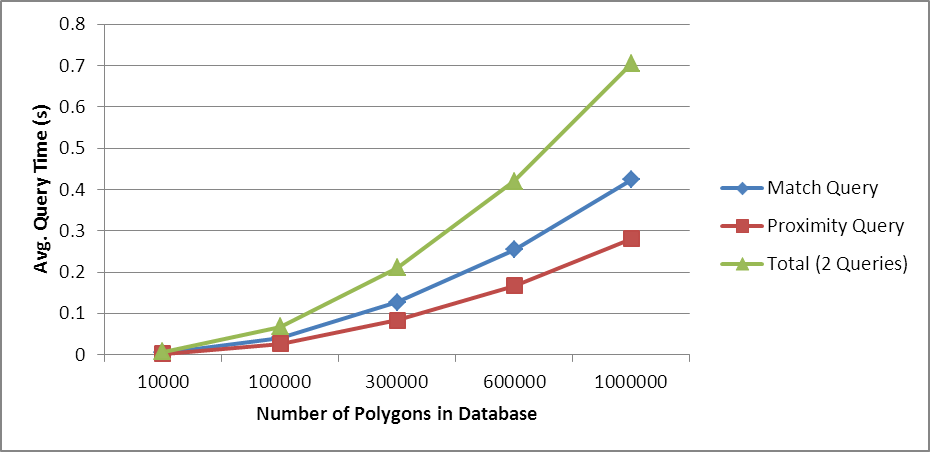 0.8
0.7
0.6
0.5
0.4
0.3
0.2
0.1
0
Avg. Query Time (s)
10000 100000 300000 600000 1000000
Number of Polygons in Database
Match Query
Proximity Query
Total (2 Queries)